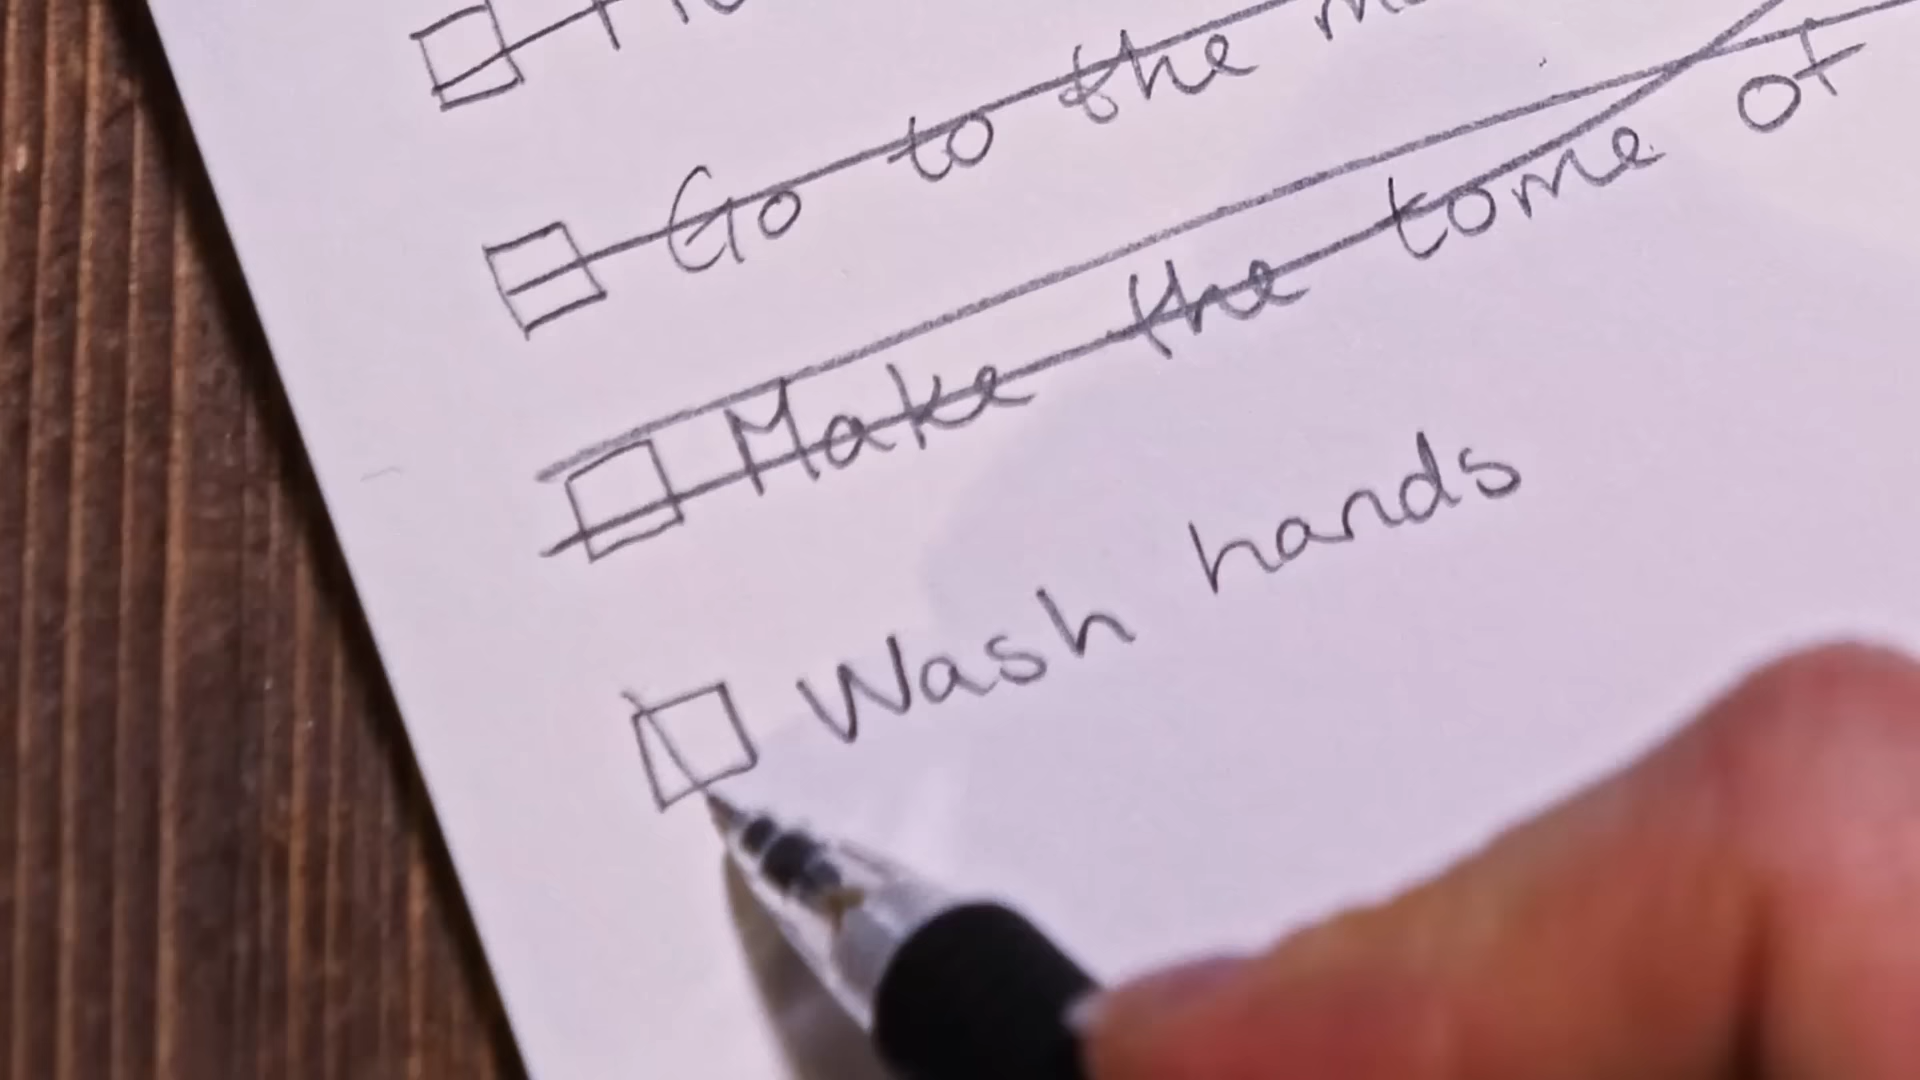 Go to the
Make the tome of
Wash hands